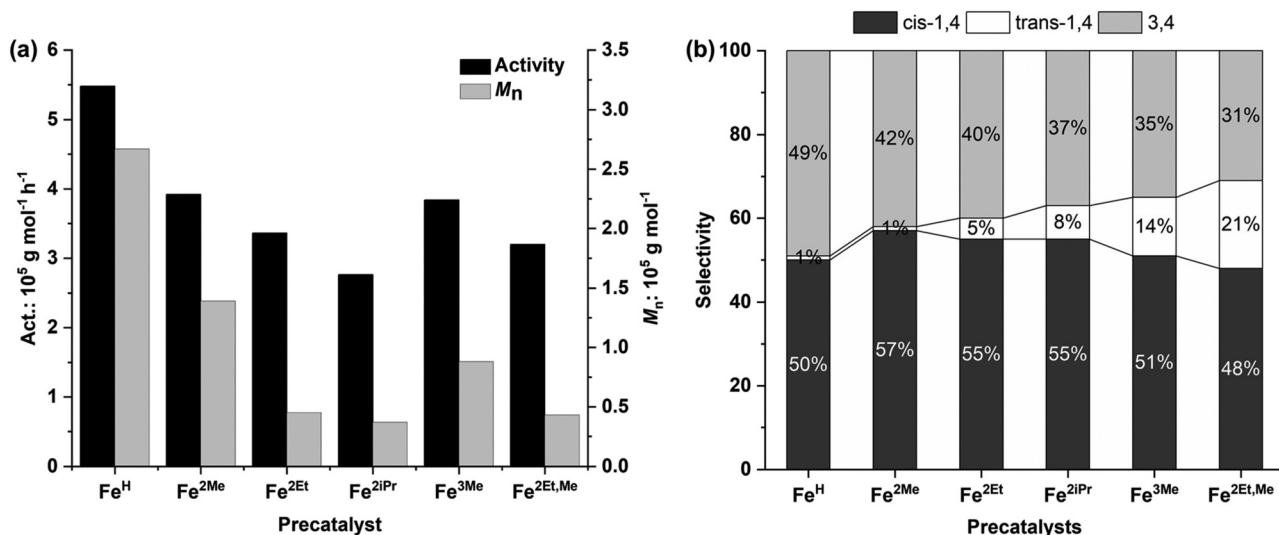 (a)
Activity
Mn
Act.: 10⁵ g mol⁻¹ h⁻¹
6
5
4
3
2
1
0
Mn: 10⁵ g mol⁻¹
3.5
3.0
2.5
2.0
1.5
1.0
0.5
0.0
Feᴴ Fe²ᴹᵉ Fe²ᴱᵗ Fe²ⁱᴾʳ Fe³ᴹᵉ Fe²ᴱᵗ,ᴹᵉ
Precatalyst
cis-1,4 trans-1,4 3,4
(b)
Selectivity
100
80
60
40
20
0
49% 42% 40% 37% 35% 31%
1% 1% 5% 8% 14% 21%
50% 57% 55% 55% 51% 48%
Feᴴ Fe²ᴹᵉ Fe²ᴱᵗ Fe²ⁱᴾʳ Fe³ᴹᵉ Fe²ᴱᵗ,ᴹᵉ
Precatalysts